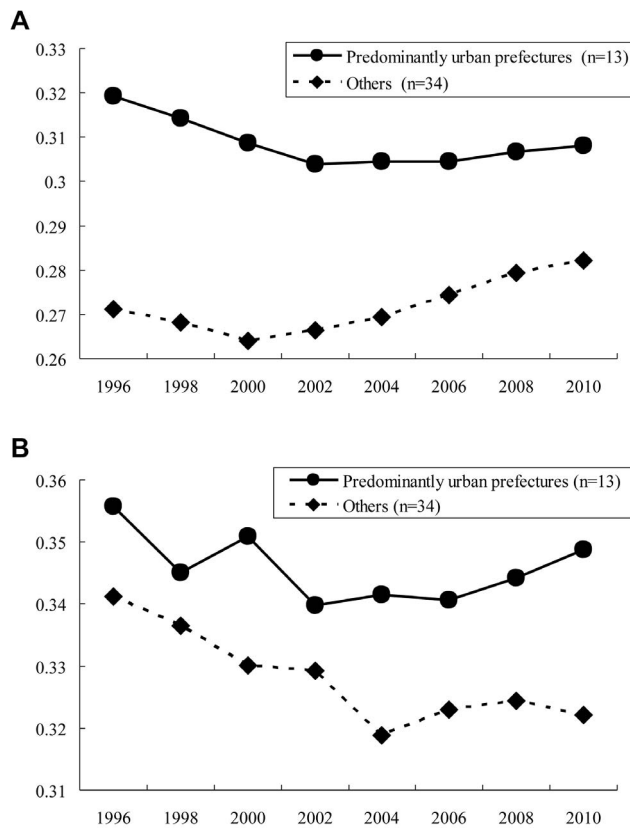 A
0.33
0.32
0.31
0.3
0.28
0.27
0.26
Predominantly urban prefectures (n=13)
Others (n=34)
1996 1998 2000 2002 2004 2006 2008 2010
B
0.36
0.35
0.34
0.33
0.32
0.31
Predominantly urban prefectures (n=13)
Others (n=34)
1996 1998 2000 2002 2004 2006 2008 2010